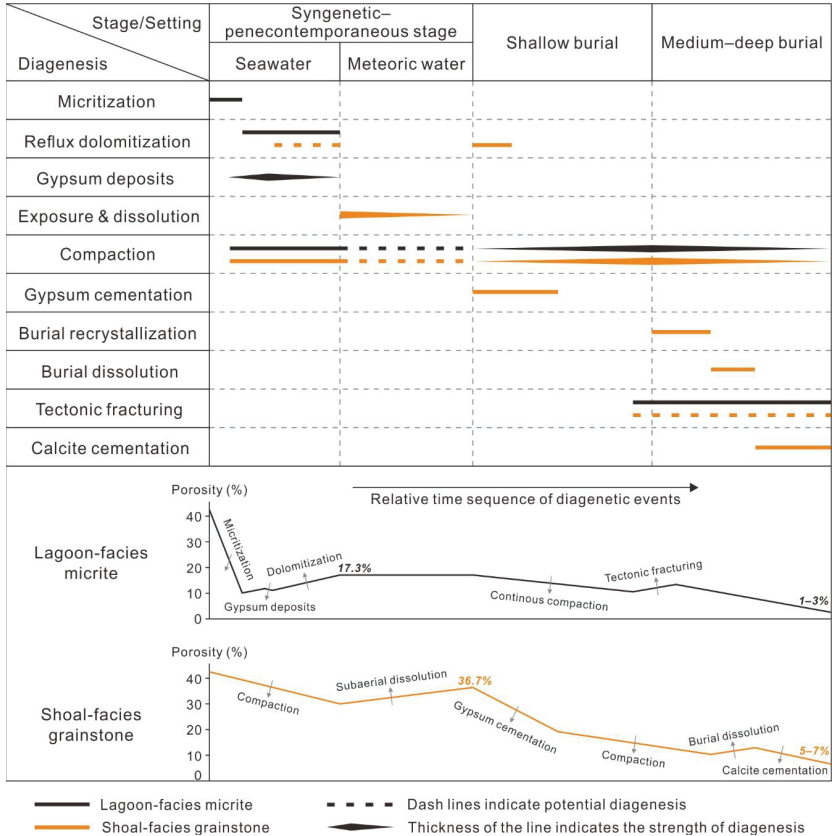 Stage/Setting
Diagenesis
Syngenetic–
penecontemporaneous stage
Seawater
Meteoric water
Shallow burial
Medium–deep burial
Micritization
Reflux dolomitization
Gypsum deposits
Exposure & dissolution
Compaction
Gypsum cementation
Burial recrystallization
Burial dissolution
Tectonic fracturing
Calcite cementation
Porosity (%)
Relative time sequence of diagenetic events
Lagoon-facies
micrite
40
30
20
10
0
Micritization
Gypsum deposits
Dolomitization
17.3%
Continous compaction
Tectonic fracturing
1–3%
Porosity (%)
Shoal-facies
grainstone
40
30
20
10
0
Compaction
Subaerial dissolution
36.7%
Gypsum cementation
Compaction
Burial dissolution
5–7%
Calcite cementation
Lagoon-facies micrite
Dash lines indicate potential diagenesis
Shoal-facies grainstone
Thickness of the line indicates the strength of diagenesis